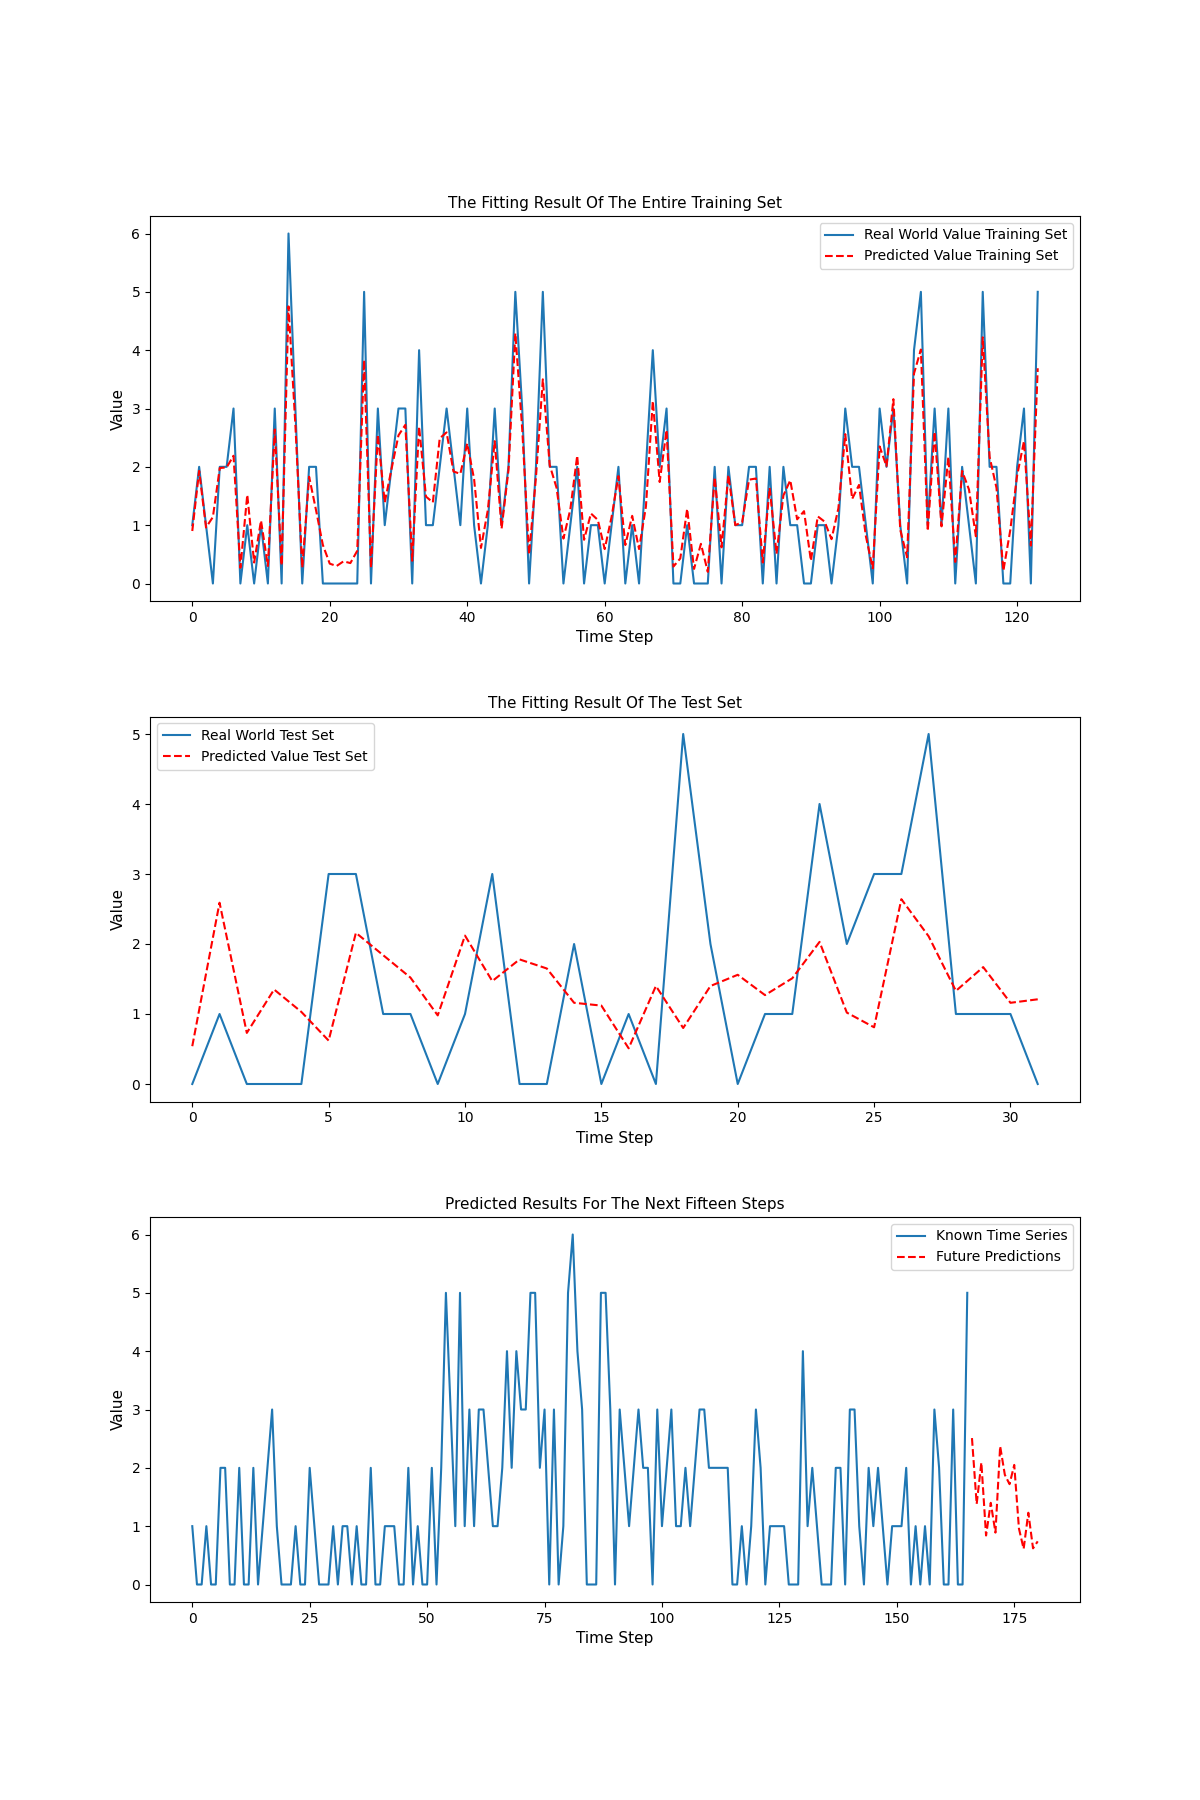 The Fitting Result Of The Entire Training Set
Real World Value Training Set
Predicted Value Training Set
6
5
4
3
2
1
0
Value
0 20 40 60 80 100 120
Time Step
The Fitting Result Of The Test Set
Real World Test Set
Predicted Value Test Set
5
4
3
2
1
0
Value
0 5 10 15 20 25 30
Time Step
Predicted Results For The Next Fifteen Steps
Known Time Series
Future Predictions
6
5
4
3
2
1
0
Value
0 25 50 75 100 125 150 175
Time Step